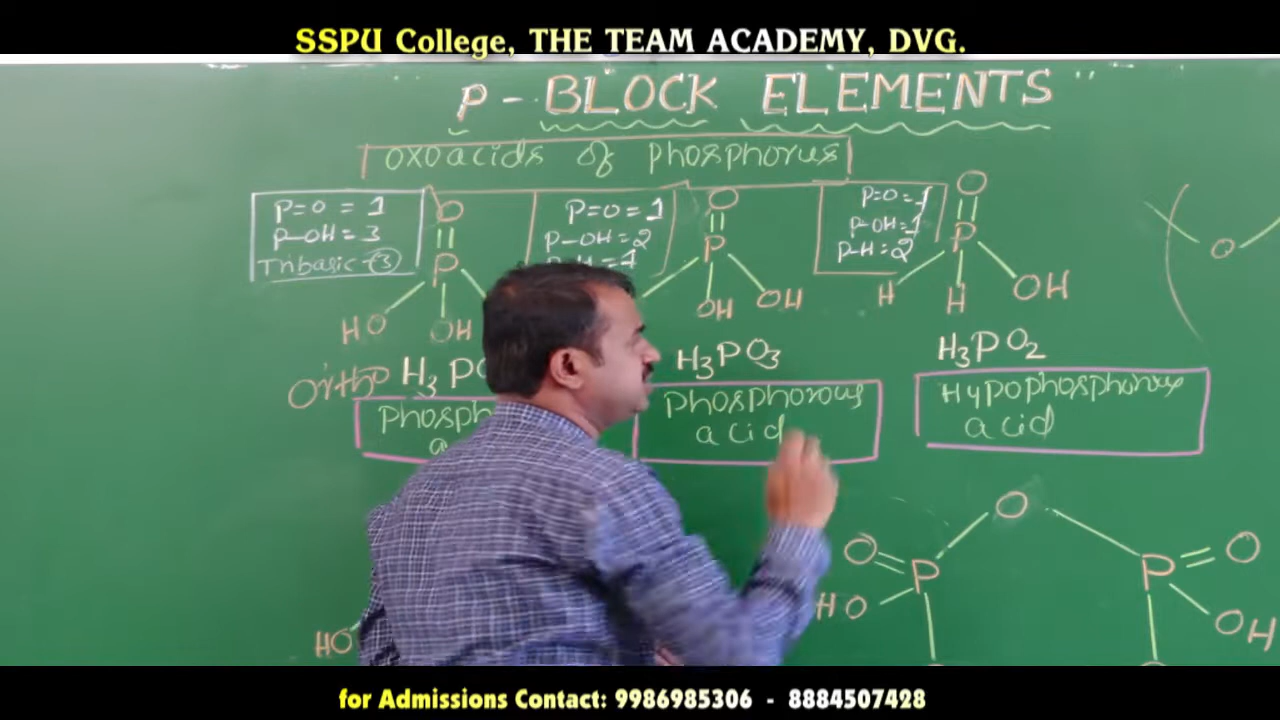 SSPU College, THE TEAM ACADEMY, DVG.
P - BLOCK ELEMENTS"
oxoacids of phosphorus
P=O = 1
P-OH = 3
Tribasic-3
O
P
HO
OH
Ortho H3 P
Phosph
a
P=O = 1
P-OH = 2
O
P
OH
OH
H3PO3
Phosphorous
acid
P=O = 1
P-OH = 1
P-H = 2
O
P
H
H
OH
H3PO2
acid
O
O
O
P
P
O
HO
OH
HO
for Admissions Contact: 9986985306 - 8884507428